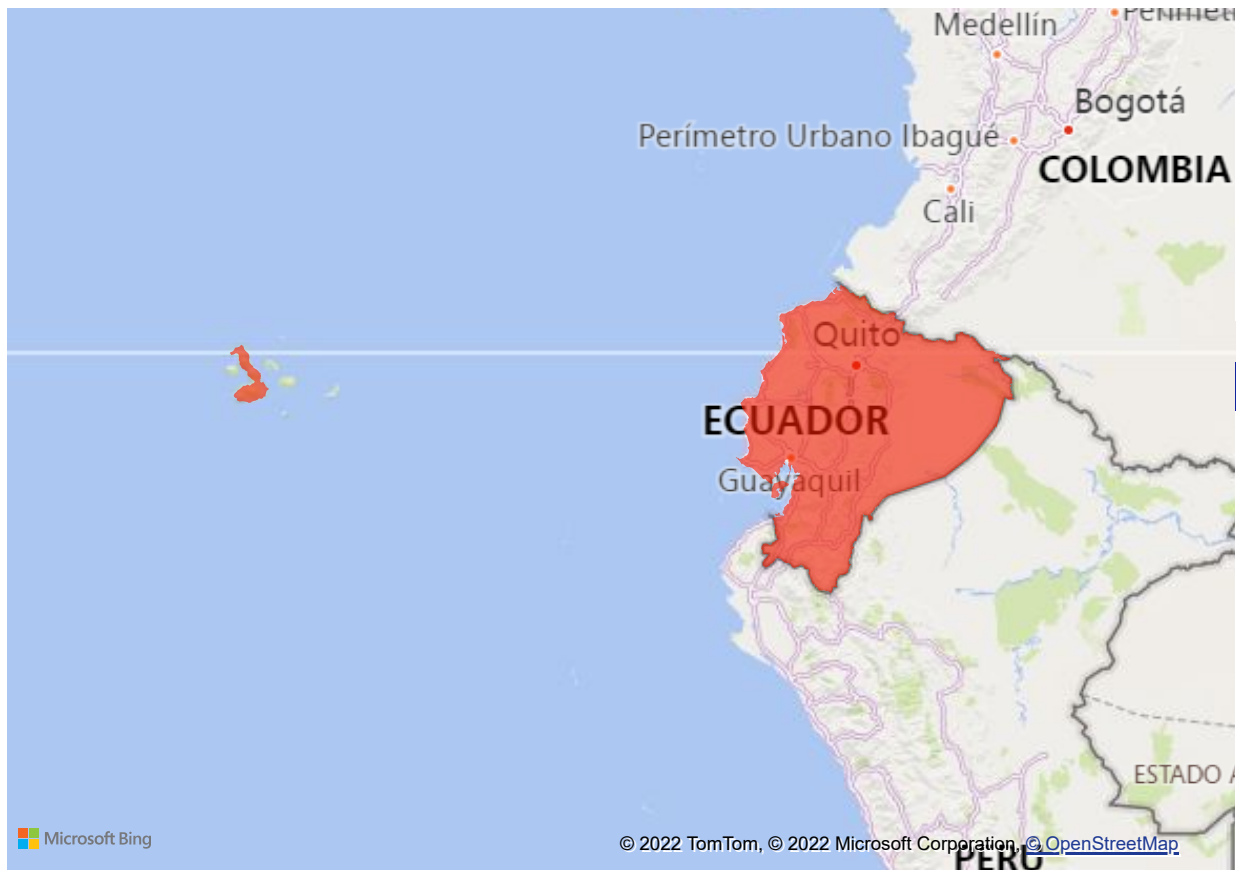 Medellín
Bogotá
Perímetro Urbano Ibagué
COLOMBIA
Cali
Quito
ECUADOR
Guayaquil
ESTADO
Microsoft Bing
© 2022 TomTom, © 2022 Microsoft Corporation, © OpenStreetMap
PERÚ